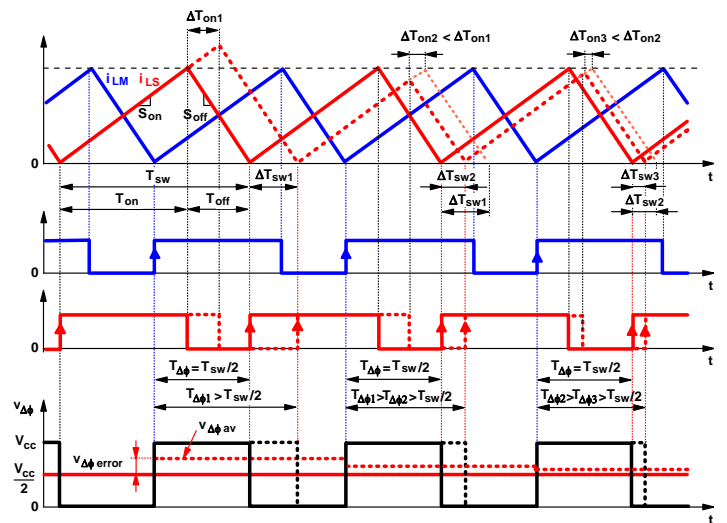 ΔTon1
ΔTon2 < ΔTon1
ΔTon3 < ΔTon2
iLM
iLS
Son
Soff
0
t
Tsw
ΔTsw1
ΔTsw2
ΔTsw3
Ton
Toff
ΔTsw1
ΔTsw2
0
t
0
t
TΔϕ = Tsw/2
TΔϕ = Tsw/2
TΔϕ = Tsw/2
TΔϕ1 > Tsw/2
TΔϕ1>TΔϕ2>Tsw/2
TΔϕ2>TΔϕ3>Tsw/2
vΔϕ
Vcc
vΔϕ av
vΔϕ error
Vcc
2
0
t